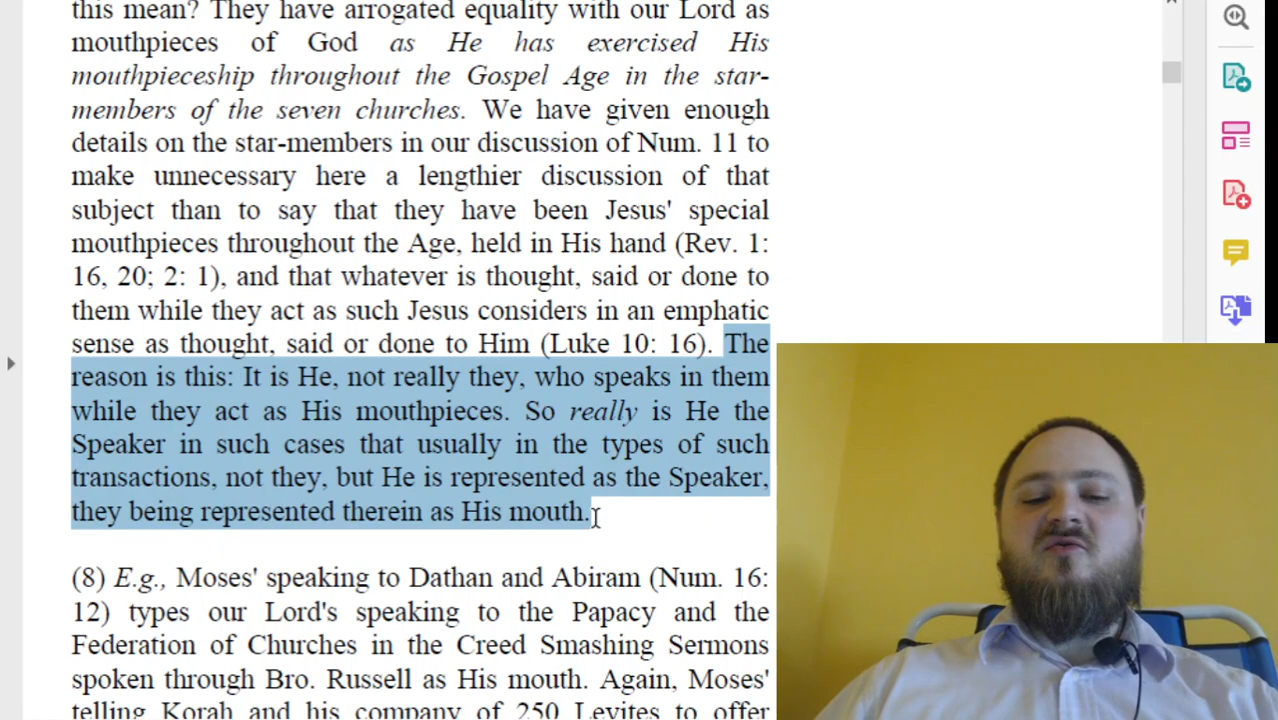 this mean? They have arrogated equality with our Lord as
mouthpieces of God as He has exercised His
mouthpieceship throughout the Gospel Age in the star-
members of the seven churches. We have given enough
details on the star-members in our discussion of Num. 11 to
make unnecessary here a lengthier discussion of that
subject than to say that they have been Jesus' special
mouthpieces throughout the Age, held in His hand (Rev. 1:
16, 20; 2: 1), and that whatever is thought, said or done to
them while they act as such Jesus considers in an emphatic
sense as thought, said or done to Him (Luke 10: 16). The
reason is this: It is He, not really they, who speaks in them
while they act as His mouthpieces. So really is He the
Speaker in such cases that usually in the types of such
transactions, not they, but He is represented as the Speaker,
they being represented therein as His mouth.
(8) E.g., Moses' speaking to Dathan and Abiram (Num. 16:
12) types our Lord's speaking to the Papacy and the
Federation of Churches in the Creed Smashing Sermons
spoken through Bro. Russell as His mouth. Again, Moses'
telling Korah and his company of 250 Levites to offer